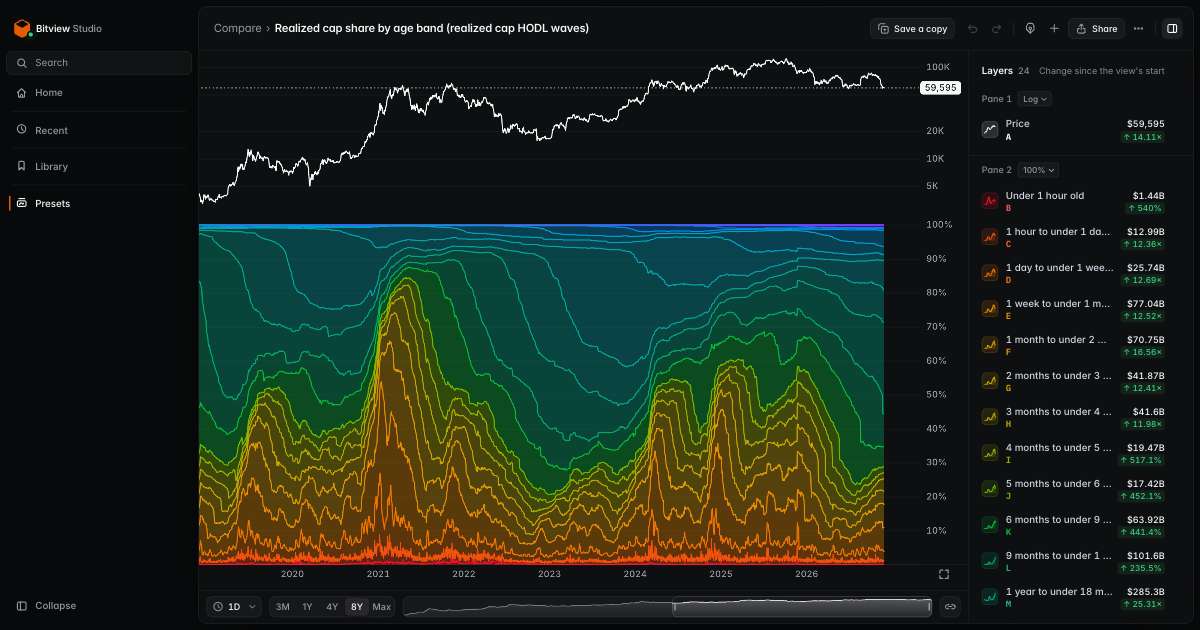 Bitview Studio
Search
Home
Recent
Library
Presets
Collapse
Compare › Realized cap share by age band (realized cap HODL waves)
Save a copy
Share
100K
59,595
20K
10K
5K
100%
90%
80%
70%
60%
50%
40%
30%
20%
10%
2020 2021 2022 2023 2024 2025 2026
1D
3M 1Y 4Y 8Y Max
Layers 24 Change since the view's start
Pane 1 Log
Price $59,595
A ↑ 14.11×
Pane 2 100%
Under 1 hour old $1.44B
B ↑ 540%
1 hour to under 1 da... $12.99B
C ↑ 12.36×
1 day to under 1 wee... $25.74B
D ↑ 12.69×
1 week to under 1 m... $77.04B
E ↑ 12.52×
1 month to under 2 ... $70.75B
F ↑ 16.56×
2 months to under 3 ... $41.87B
G ↑ 12.41×
3 months to under 4 ... $41.6B
H ↑ 11.98×
4 months to under 5 ... $19.47B
I ↑ 517.1%
5 months to under 6 ... $17.42B
J ↑ 452.1%
6 months to under 9 ... $63.92B
K ↑ 441.4%
9 months to under 1 ... $101.6B
L ↑ 235.5%
1 year to under 18 m... $285.3B
M ↑ 25.31×